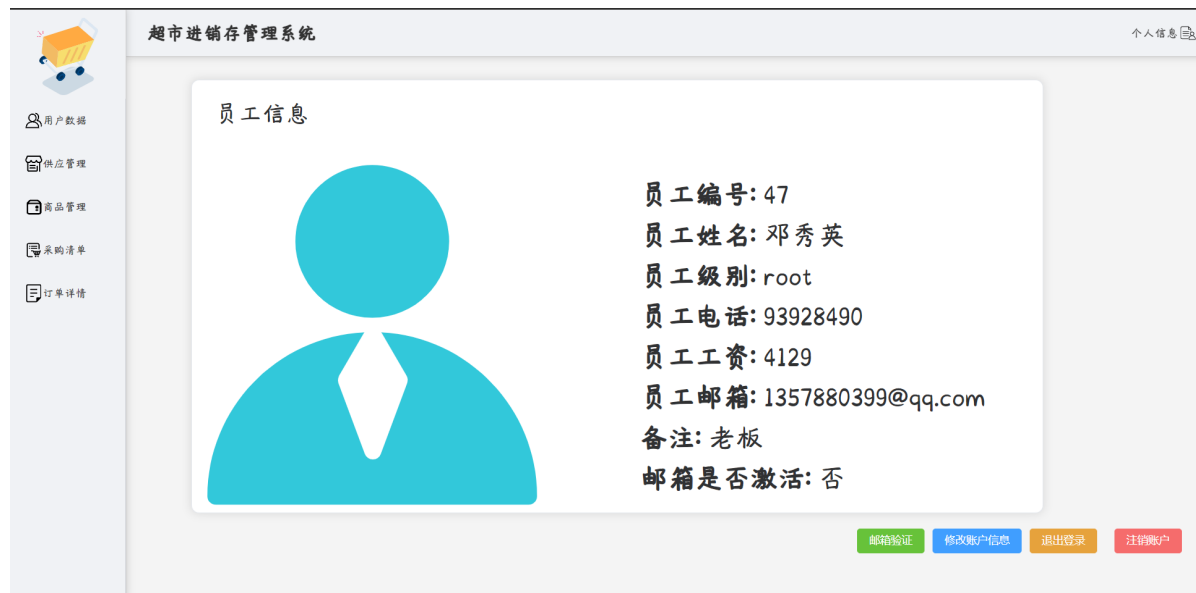 超市进销存管理系统
个人信息
用户数据
供应管理
商品管理
采购清单
订单详情
员工信息
员工编号: 47
员工姓名: 邓秀英
员工级别: root
员工电话: 93928490
员工工资: 4129
员工邮箱: 1357880399@qq.com
备注: 老板
邮箱是否激活: 否
邮箱验证
修改账户信息
退出登录
注销账户